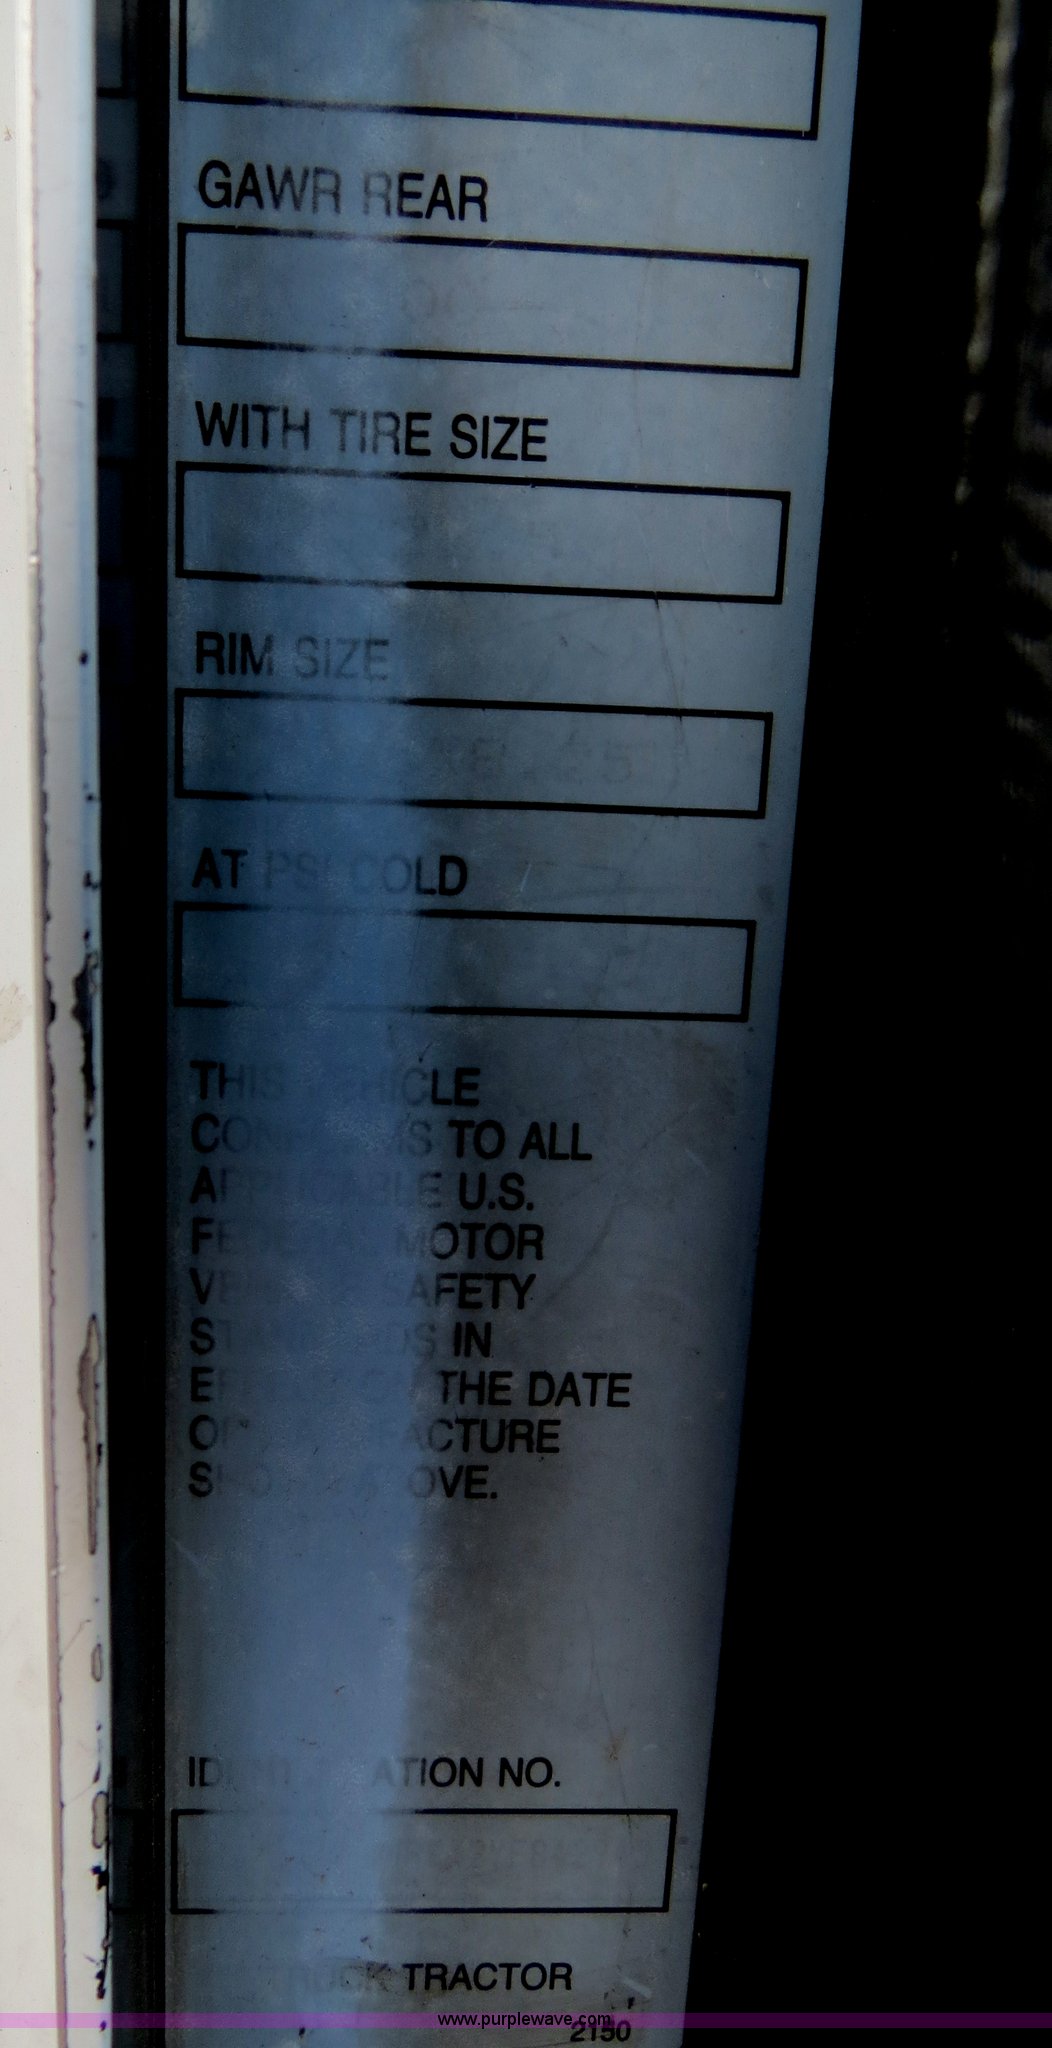 GAWR REAR
WITH TIRE SIZE
RIM SIZE
AT PSI COLD
THIS VEHICLE
CONFORMS TO ALL
APPLICABLE U.S.
FEDERAL MOTOR
VEHICLE SAFETY
STANDARDS IN
EFFECT ON THE DATE
OF MANUFACTURE
SHOWN ABOVE.
IDENTIFICATION NO.
TRUCK TRACTOR
www.purplewave.com
2150